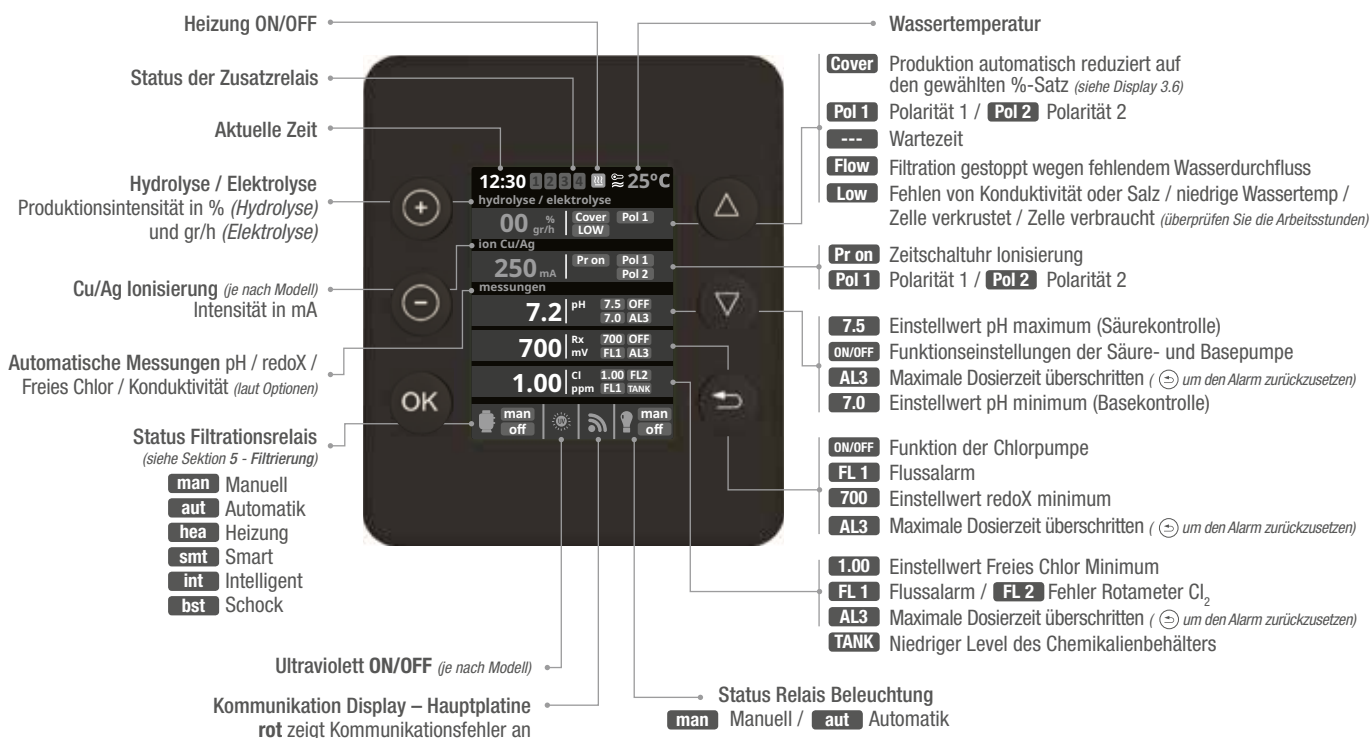 Heizung ON/OFF
Status der Zusatzrelais
Aktuelle Zeit
Hydrolyse / Elektrolyse
Produktionsintensität in % (Hydrolyse)
und gr/h (Elektrolyse)
Cu/Ag Ionisierung (je nach Modell)
Intensität in mA
Automatische Messungen pH / redoX /
Freies Chlor / Konduktivität (laut Optionen)
Status Filtrationsrelais
(siehe Sektion 5 - Filtrierung)
man Manuell
aut Automatik
hea Heizung
smt Smart
int Intelligent
bst Schock
Ultraviolett ON/OFF (je nach Modell)
Kommunikation Display – Hauptplatine
rot zeigt Kommunikationsfehler an
12:30 1 2 3 4 25ºC
hydrolyse / elektrolyse
00 % gr/h Cover Pol 1
LOW
ion Cu/Ag
250 mA Pr on Pol 1
Pol 2
messungen
7.2 pH 7.5 OFF
7.0 AL3
700 Rx mV 700 OFF
FL1 AL3
1.00 Cl ppm 1.00 FL2
FL1 TANK
man off UV man off
OK
Wassertemperatur
Cover Produktion automatisch reduziert auf
den gewählten %-Satz (siehe Display 3.6)
Pol 1 Polarität 1 / Pol 2 Polarität 2
--- Wartezeit
Flow Filtration gestoppt wegen fehlendem Wasserdurchfluss
Low Fehlen von Konduktivität oder Salz / niedrige Wassertemp /
Zelle verkrustet / Zelle verbraucht (überprüfen Sie die Arbeitsstunden)
Pr on Zeitschaltuhr Ionisierung
Pol 1 Polarität 1 / Pol 2 Polarität 2
7.5 Einstellwert pH maximum (Säurekontrolle)
ON/OFF Funktionseinstellungen der Säure- und Basepumpe
AL3 Maximale Dosierzeit überschritten ( um den Alarm zurückzusetzen)
7.0 Einstellwert pH minimum (Basekontrolle)
ON/OFF Funktion der Chlorpumpe
FL 1 Flussalarm
700 Einstellwert redoX minimum
AL3 Maximale Dosierzeit überschritten ( um den Alarm zurückzusetzen)
1.00 Einstellwert Freies Chlor Minimum
FL 1 Flussalarm / FL 2 Fehler Rotameter Cl2
AL3 Maximale Dosierzeit überschritten ( um den Alarm zurückzusetzen)
TANK Niedriger Level des Chemikalienbehälters
Status Relais Beleuchtung
man Manuell / aut Automatik